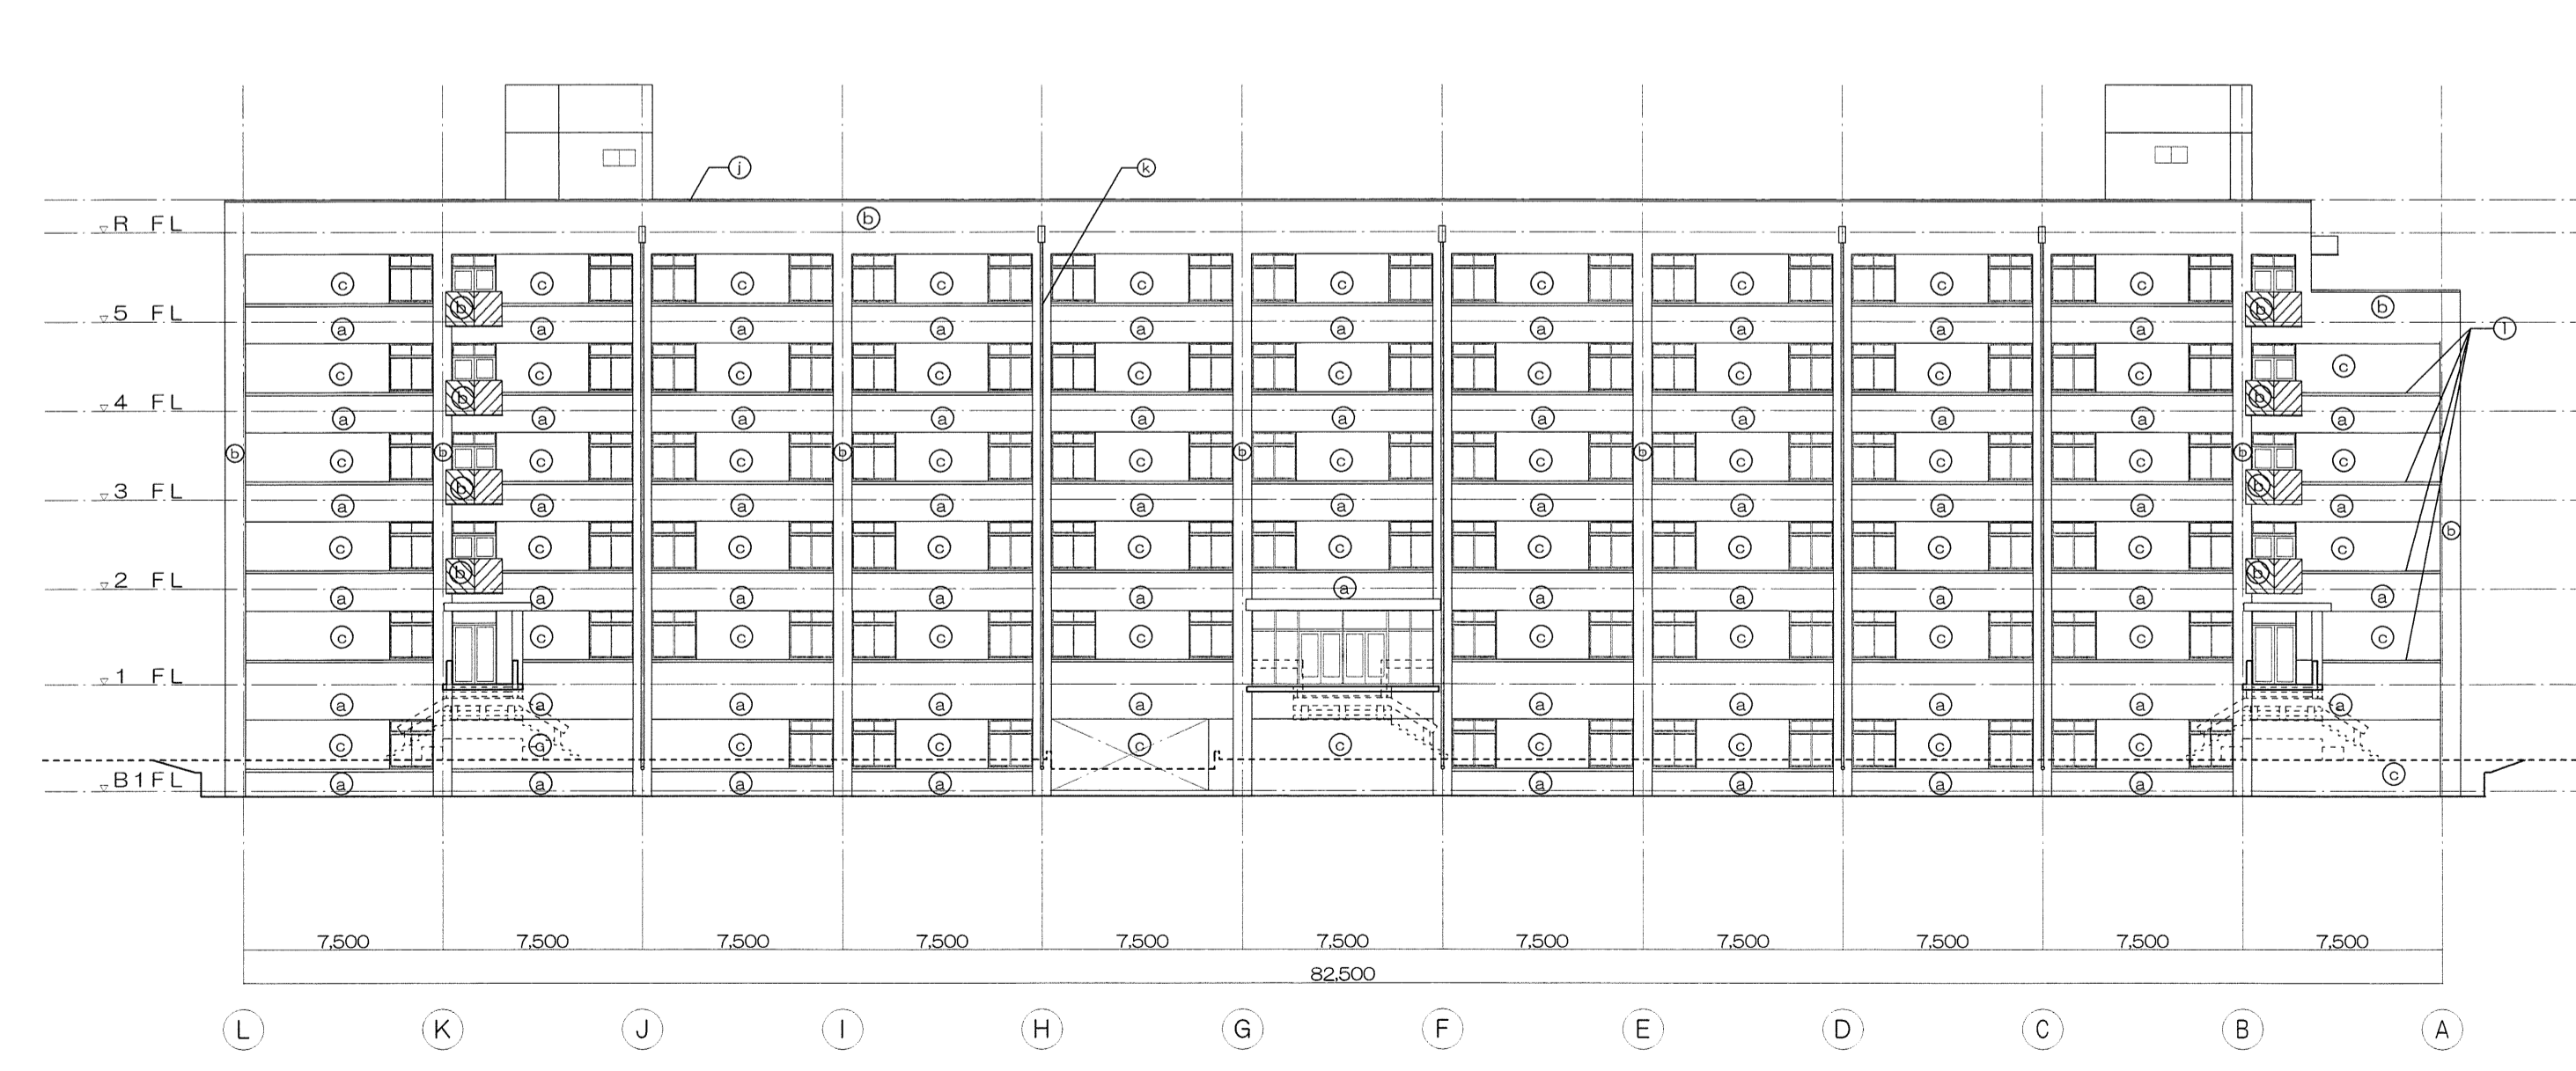 j k
R FL b
c c c c c c c c c c
5 FL b b b
a a a a a a a a a a l
c c c c c c c c c c c
4 FL b b
a a a a a a a a a a a
b b b b b b
c c c c c c c c c c c
3 FL b b
a a a a a a a a a a a
b
c c c c c c c c c c c
2 FL b b
a a a a a a a a a a a
c c c c c c c c c c
1 FL
a a a a a a a a a a
c c c c c c c c c c
B1FL c
a a a a a a a a
7,500 7,500 7,500 7,500 7,500 7,500 7,500 7,500 7,500 7,500 7,500
82,500
L K J I H G F E D C B A